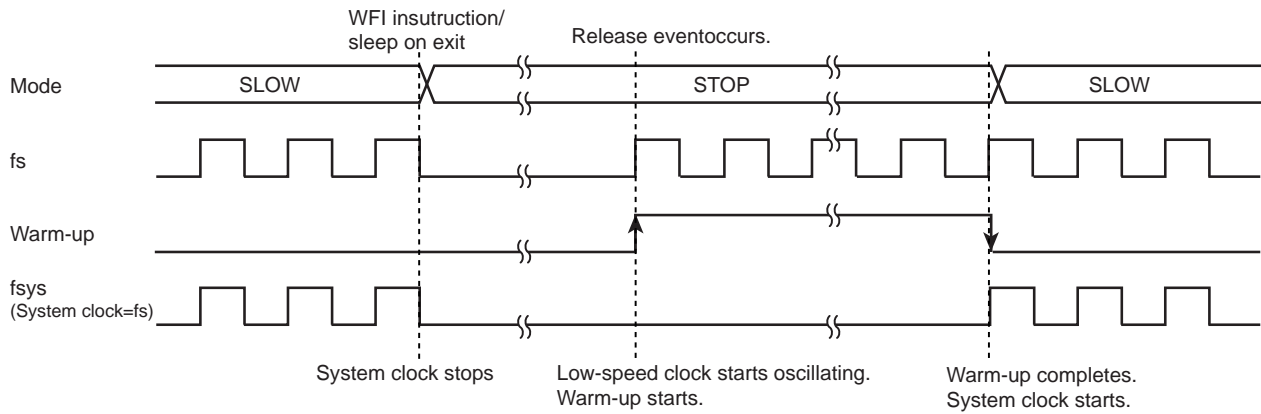 WFI insutruction/
sleep on exit
Release eventoccurs.
Mode
SLOW
STOP
SLOW
fs
Warm-up
fsys
(System clock=fs)
System clock stops
Low-speed clock starts oscillating.
Warm-up starts.
Warm-up completes.
System clock starts.